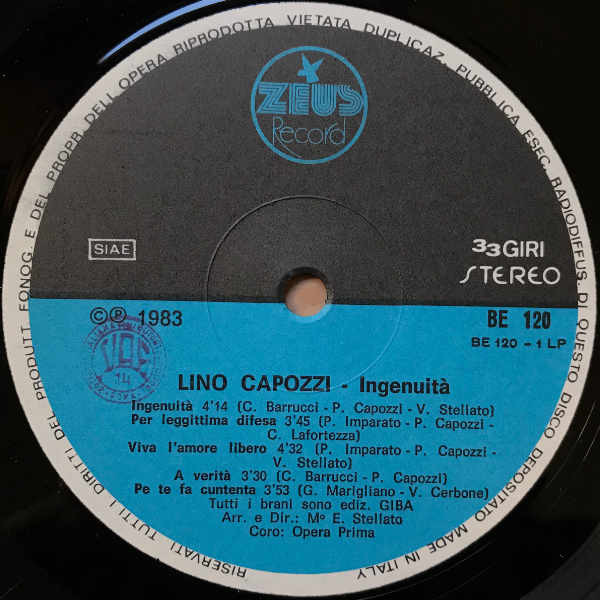 RISERVATI TUTTI I DIRITTI DEL PRODUTT. FONOG. E DEL PROPR. DELL'OPERA RIPRODOTTA VIETATA DUPLICAZ. PUBBLICA ESEC. RADIODIFFUS. DI QUESTO DISCO DEPOSITATO MADE IN ITALY
ZEUS
Record
SIAE
33GIRI
STEREO
©℗ 1983
BE 120
BE 120 - 1 LP
14
LINO CAPOZZI - Ingenuità
Ingenuità 4'14 (C. Barrucci - P. Capozzi - V. Stellato)
Per leggittima difesa 3'45 (P. Imparato - P. Capozzi -
C. Lafortezza)
Viva l'amore libero 4'32 (P. Imparato - P. Capozzi -
V. Stellato)
A verità 3'30 (C. Barrucci - P. Capozzi)
Pe te fa cuntenta 3'53 (G. Marigliano - V. Cerbone)
Tutti i brani sono ediz. GIBA
Arr. e Dir.: Mº E. Stellato
Coro: Opera Prima